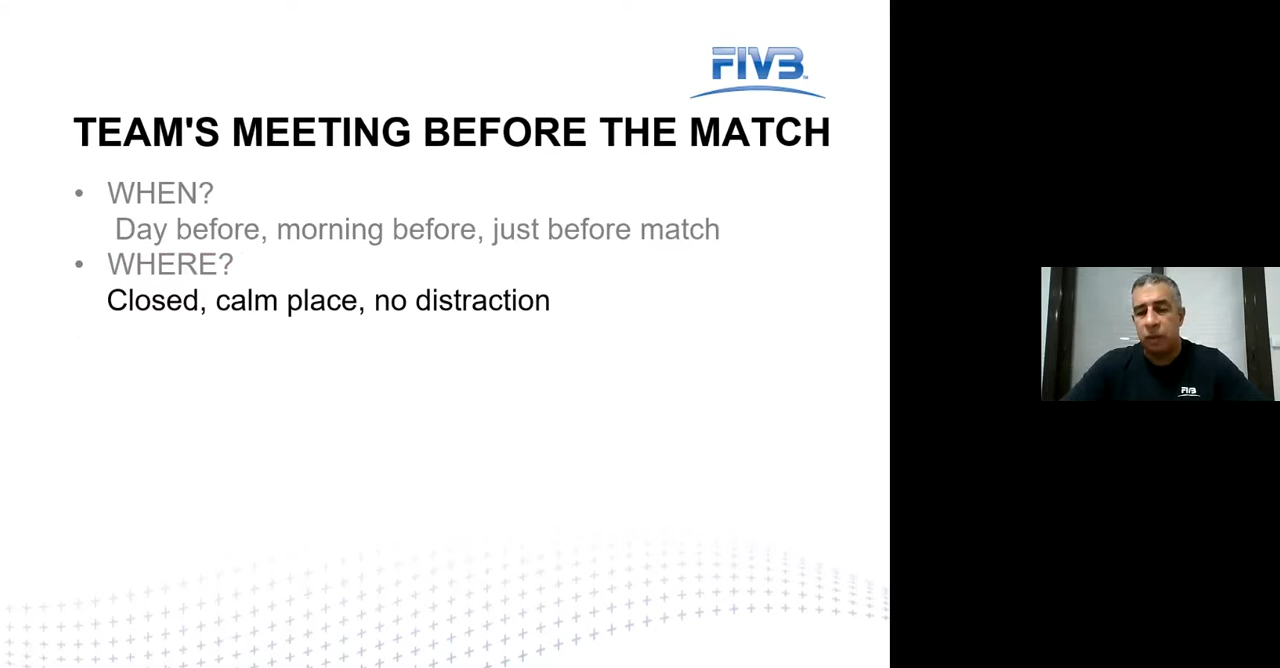 FIVB
TEAM'S MEETING BEFORE THE MATCH
• WHEN?
Day before, morning before, just before match
• WHERE?
Closed, calm place, no distraction
FIVB